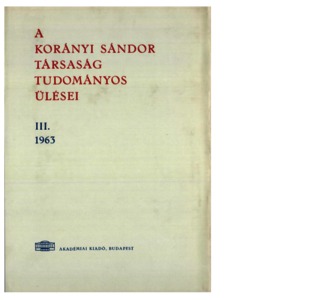 A
KORÁNYI SÁNDOR
TÁRSASÁG
TUDOMÁNYOS
ÜLÉSEI
III.
1963
AKADÉMIAI KIADÓ, BUDAPEST